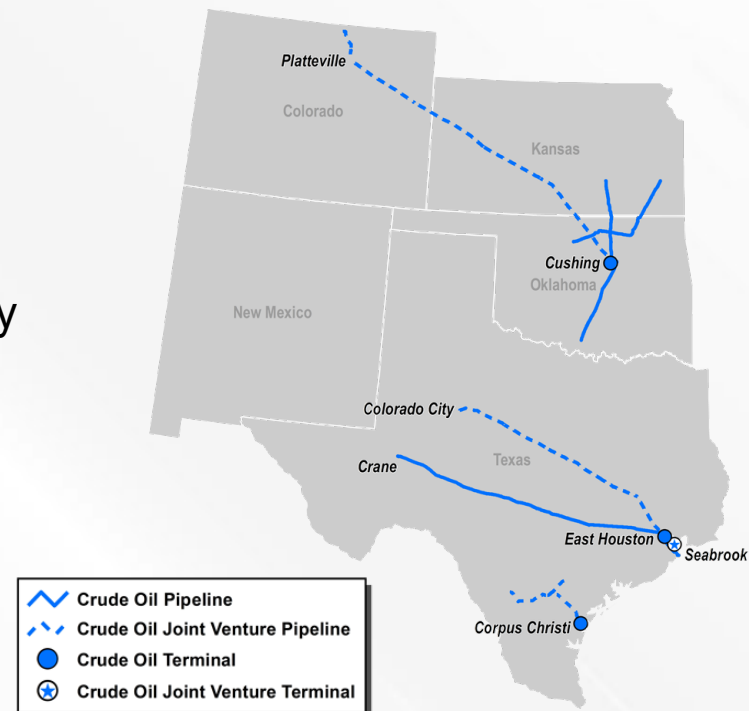 Platteville
Colorado
Kansas
Cushing
Oklahoma
New Mexico
y
Colorado City
Texas
Crane
East Houston
Seabrook
Corpus Christi
Crude Oil Pipeline
Crude Oil Joint Venture Pipeline
Crude Oil Terminal
Crude Oil Joint Venture Terminal